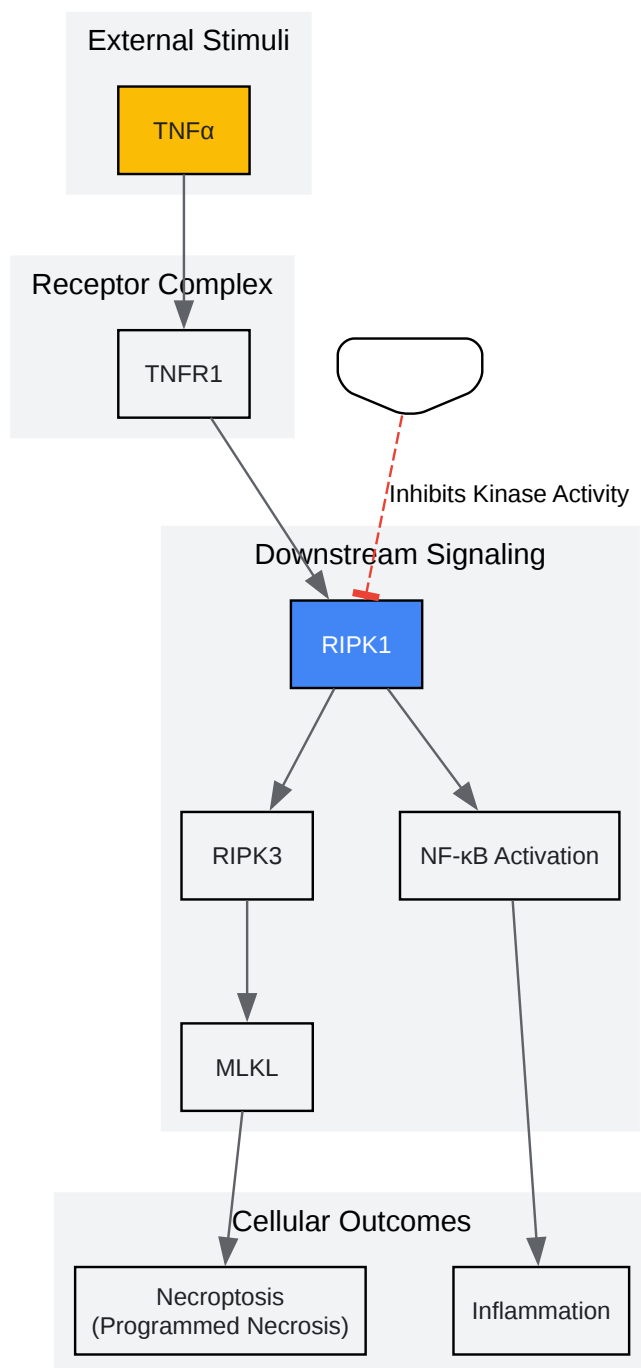 External Stimuli
TNFα
Receptor Complex
TNFR1
Inhibits Kinase Activity
Downstream Signaling
RIPK1
RIPK3
NF-κB Activation
MLKL
Cellular Outcomes
Necroptosis
(Programmed Necrosis)
Inflammation